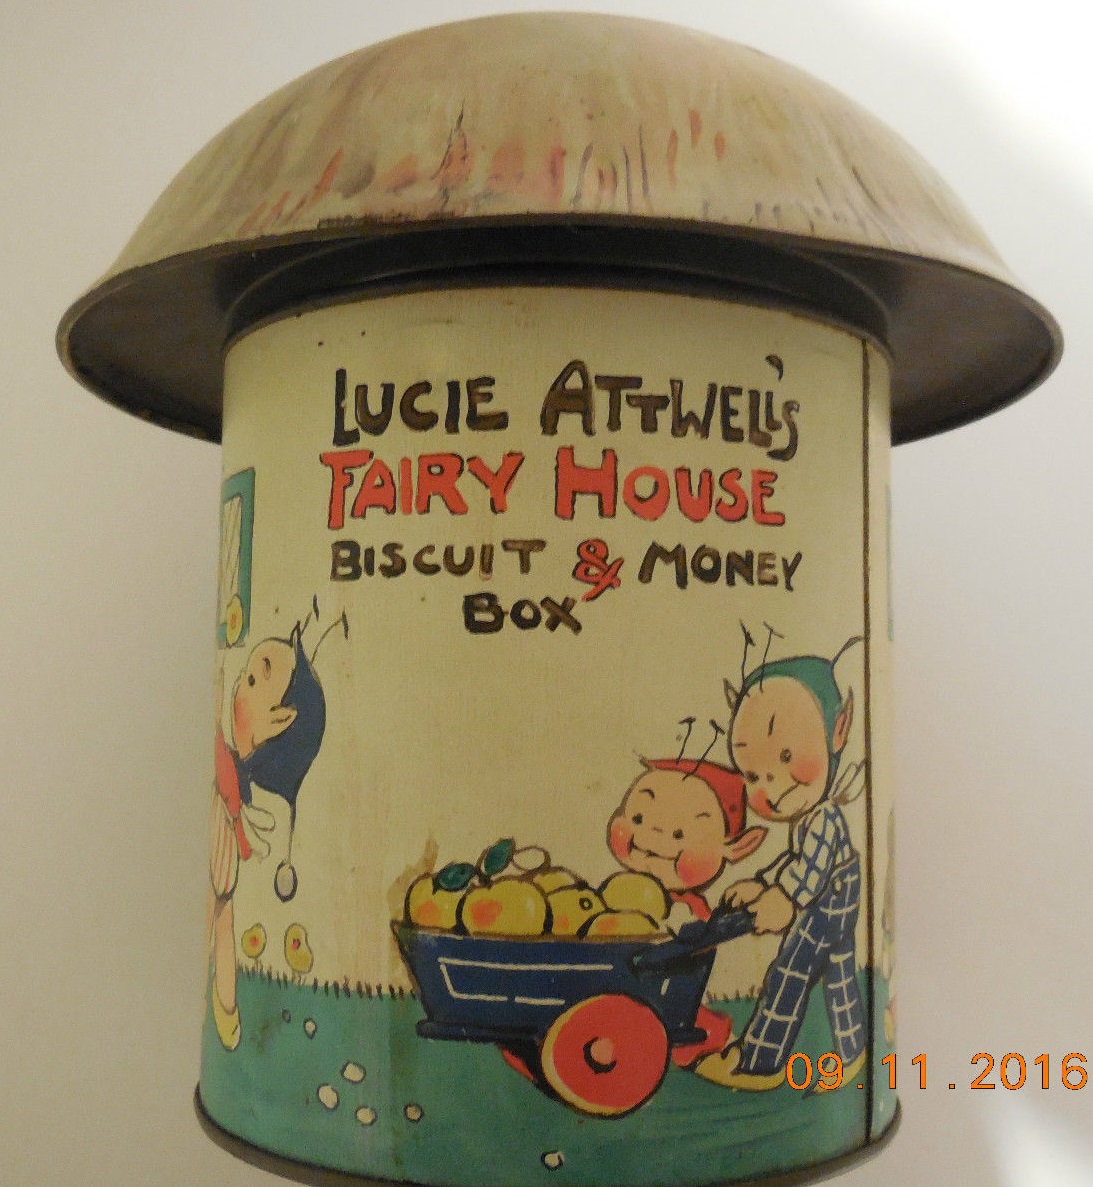 LUCIE ATTWELL'S
FAIRY HOUSE
BISCUIT & MONEY
BOX
09.11.2016